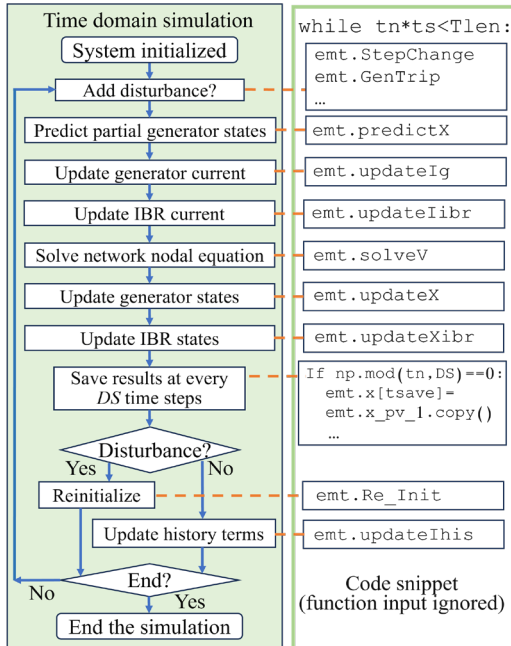 Time domain simulation
System initialized
Add disturbance?
Predict partial generator states
Update generator current
Update IBR current
Solve network nodal equation
Update generator states
Update IBR states
Save results at every
DS time steps
Disturbance?
Yes
No
Reinitialize
Update history terms
End?
No
Yes
End the simulation
while tn*ts<Tlen:
emt.StepChange
emt.GenTrip
…
emt.predictX
emt.updateIg
emt.updateIibr
emt.solveV
emt.updateX
emt.updateXibr
If np.mod(tn,DS)==0:
emt.x[tsave]=
emt.x_pv_1.copy()
…
emt.Re_Init
emt.updateIhis
Code snippet
(function input ignored)